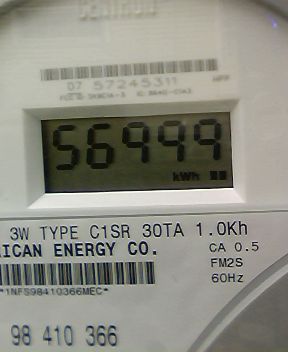 07 57245311
56999
kWh
3W TYPE C1SR 30TA 1.0Kh
ICAN ENERGY CO.
CA 0.5
FM2S
60Hz
*1NFS98410366MEC*
98 410 366